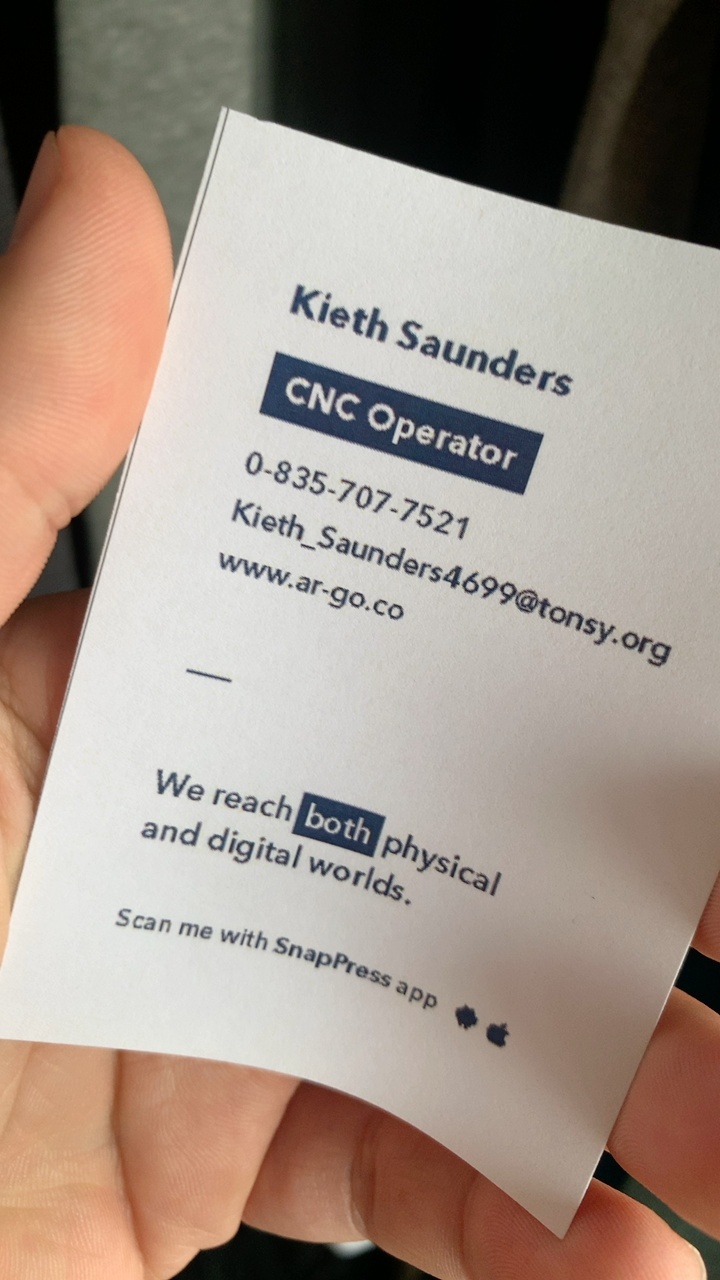 Kieth Saunders
CNC Operator
0-835-707-7521
Kieth_Saunders4699@tonsy.org
www.ar-go.co
We reach both physical
and digital worlds.
Scan me with SnapPress app